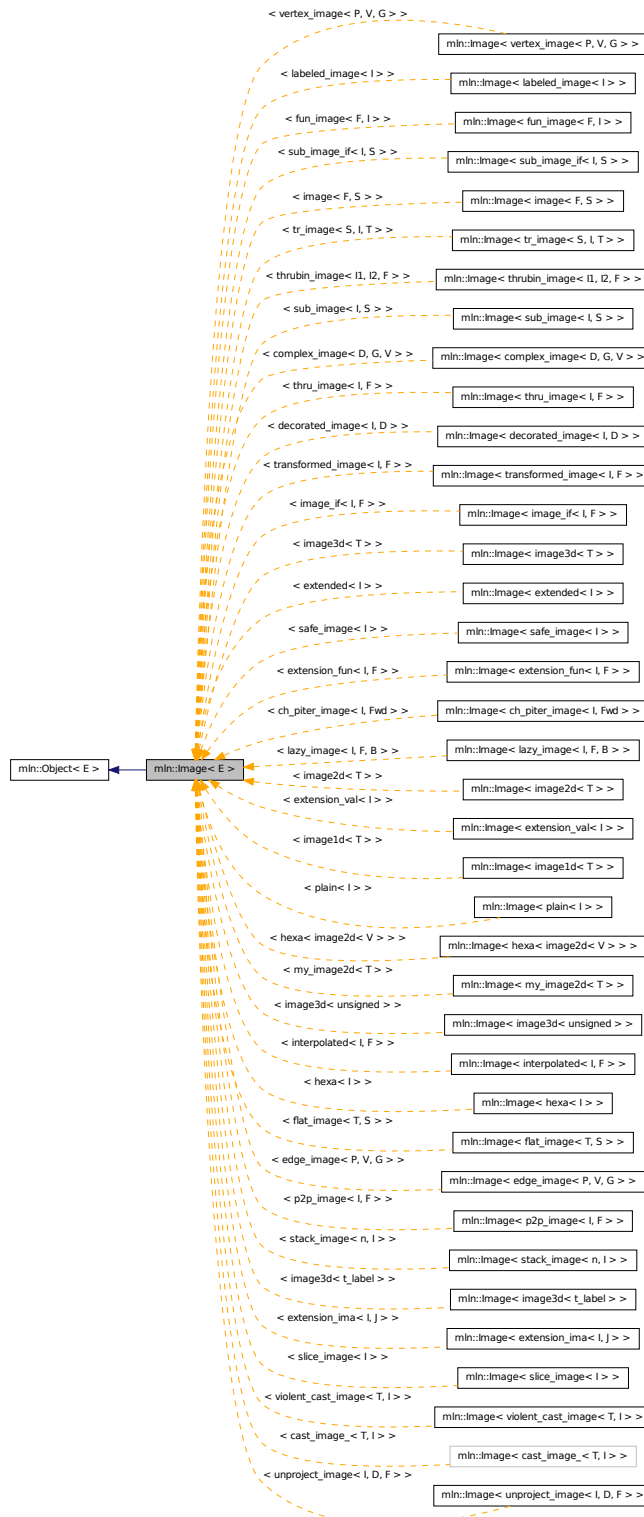 < vertex_image< P, V, G > >
mln::Image< vertex_image< P, V, G > >
< labeled_image< I > >
mln::Image< labeled_image< I > >
< fun_image< F, I > >
mln::Image< fun_image< F, I > >
< sub_image_if< I, S > >
mln::Image< sub_image_if< I, S > >
< image< F, S > >
mln::Image< image< F, S > >
< tr_image< S, I, T > >
mln::Image< tr_image< S, I, T > >
< thrubin_image< I1, I2, F > >
mln::Image< thrubin_image< I1, I2, F > >
< sub_image< I, S > >
mln::Image< sub_image< I, S > >
< complex_image< D, G, V > >
mln::Image< complex_image< D, G, V > >
< thru_image< I, F > >
mln::Image< thru_image< I, F > >
< decorated_image< I, D > >
mln::Image< decorated_image< I, D > >
< transformed_image< I, F > >
mln::Image< transformed_image< I, F > >
< image_if< I, F > >
mln::Image< image_if< I, F > >
< image3d< T > >
mln::Image< image3d< T > >
< extended< I > >
mln::Image< extended< I > >
< safe_image< I > >
mln::Image< safe_image< I > >
< extension_fun< I, F > >
mln::Image< extension_fun< I, F > >
< ch_piter_image< I, Fwd > >
mln::Image< ch_piter_image< I, Fwd > >
< lazy_image< I, F, B > >
mln::Image< lazy_image< I, F, B > >
mln::Object< E >
mln::Image< E >
< image2d< T > >
mln::Image< image2d< T > >
< extension_val< I > >
mln::Image< extension_val< I > >
< image1d< T > >
mln::Image< image1d< T > >
< plain< I > >
mln::Image< plain< I > >
< hexa< image2d< V > > >
mln::Image< hexa< image2d< V > > >
< my_image2d< T > >
mln::Image< my_image2d< T > >
< image3d< unsigned > >
mln::Image< image3d< unsigned > >
< interpolated< I, F > >
mln::Image< interpolated< I, F > >
< hexa< I > >
mln::Image< hexa< I > >
< flat_image< T, S > >
mln::Image< flat_image< T, S > >
< edge_image< P, V, G > >
mln::Image< edge_image< P, V, G > >
< p2p_image< I, F > >
mln::Image< p2p_image< I, F > >
< stack_image< n, I > >
mln::Image< stack_image< n, I > >
< image3d< t_label > >
mln::Image< image3d< t_label > >
< extension_ima< I, J > >
mln::Image< extension_ima< I, J > >
< slice_image< I > >
mln::Image< slice_image< I > >
< violent_cast_image< T, I > >
mln::Image< violent_cast_image< T, I > >
< cast_image_< T, I > >
mln::Image< cast_image_< T, I > >
< unproject_image< I, D, F > >
mln::Image< unproject_image< I, D, F > >